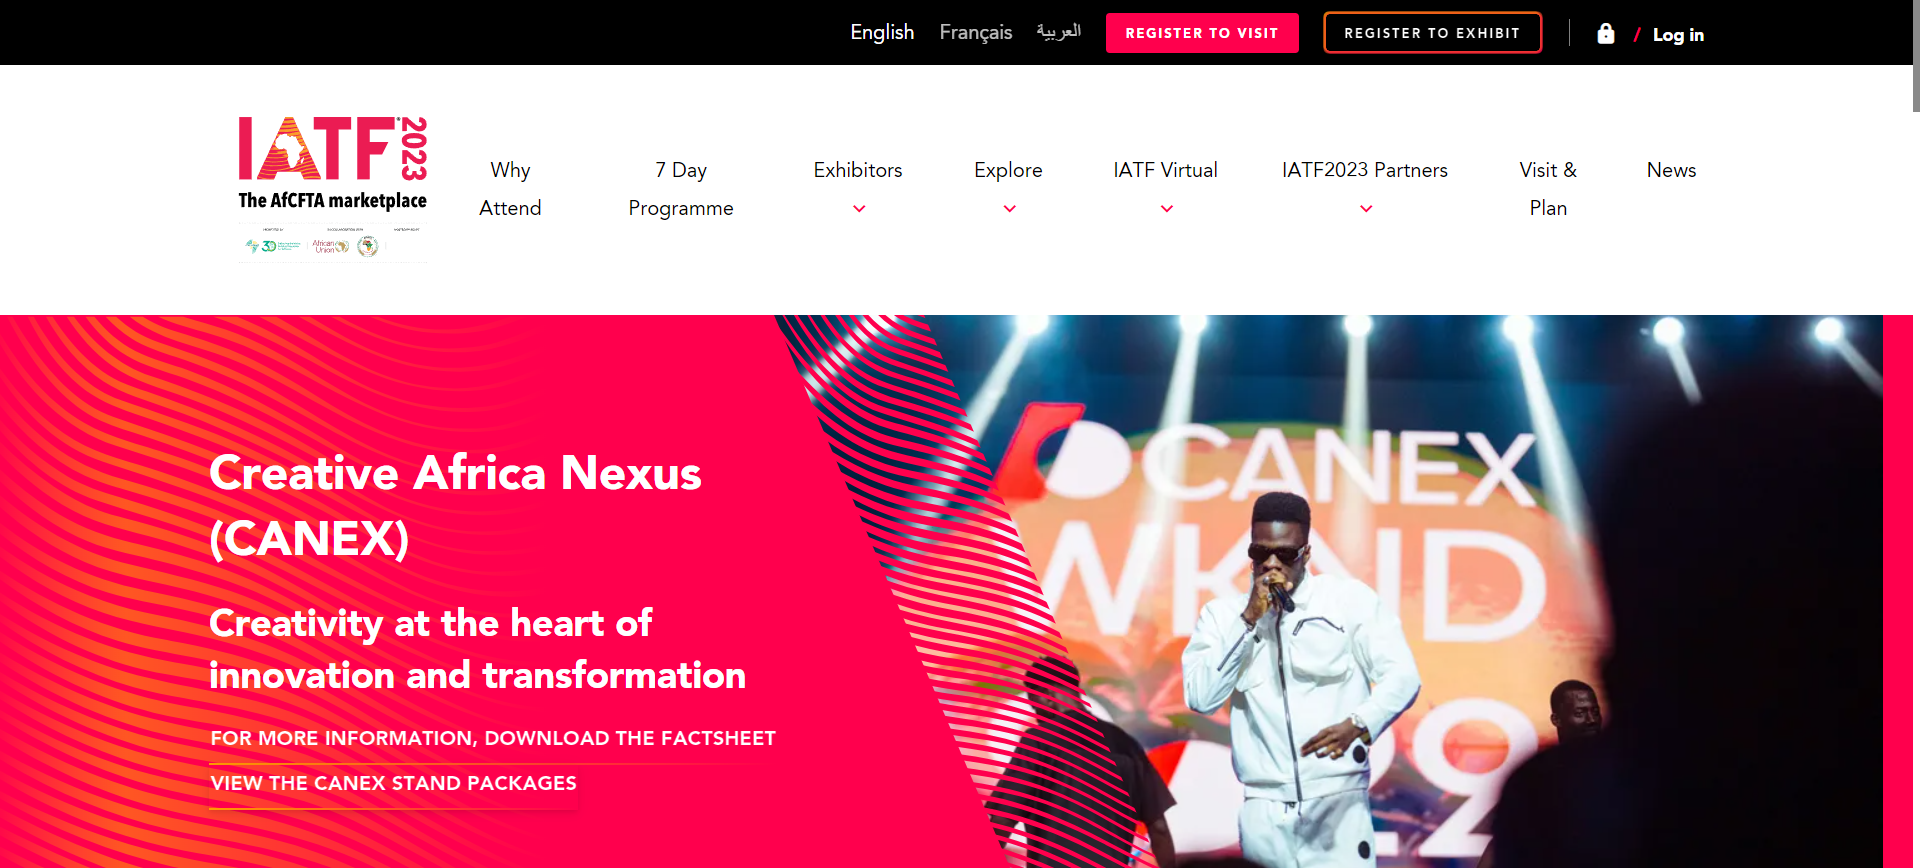 English Français العربية REGISTER TO VISIT REGISTER TO EXHIBIT / Log in
IATF 2023
The AfCFTA marketplace
African
Union
Why
Attend
7 Day
Programme
Exhibitors
Explore
IATF Virtual
IATF2023 Partners
Visit &
Plan
News
Creative Africa Nexus
(CANEX)
Creativity at the heart of
innovation and transformation
FOR MORE INFORMATION, DOWNLOAD THE FACTSHEET
VIEW THE CANEX STAND PACKAGES
CANEX
WKND